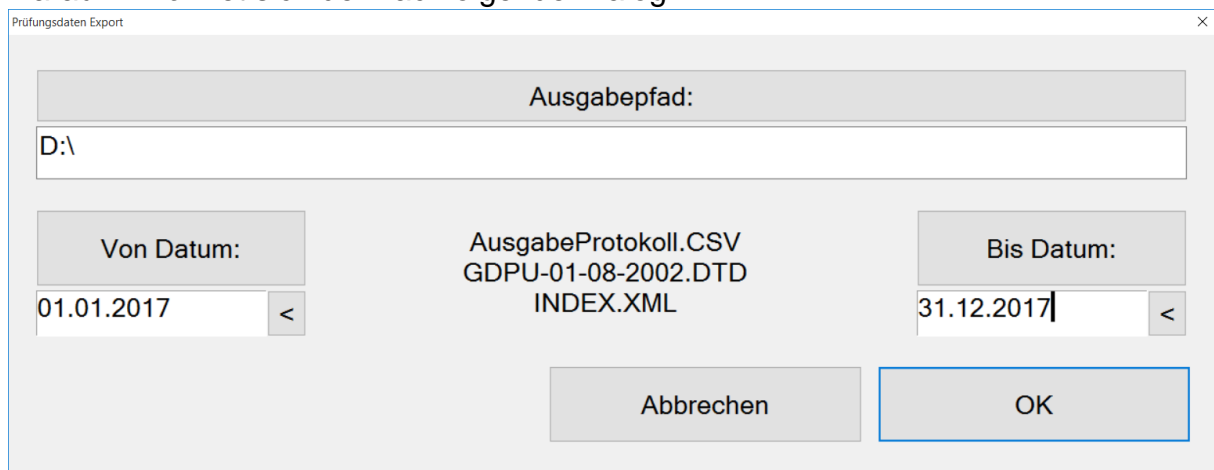 Prüfungsdaten Export
Ausgabepfad:
D:\
Von Datum:
AusgabeProtokoll.CSV
GDPU-01-08-2002.DTD
INDEX.XML
Bis Datum:
01.01.2017
<
31.12.2017
<
Abbrechen
OK